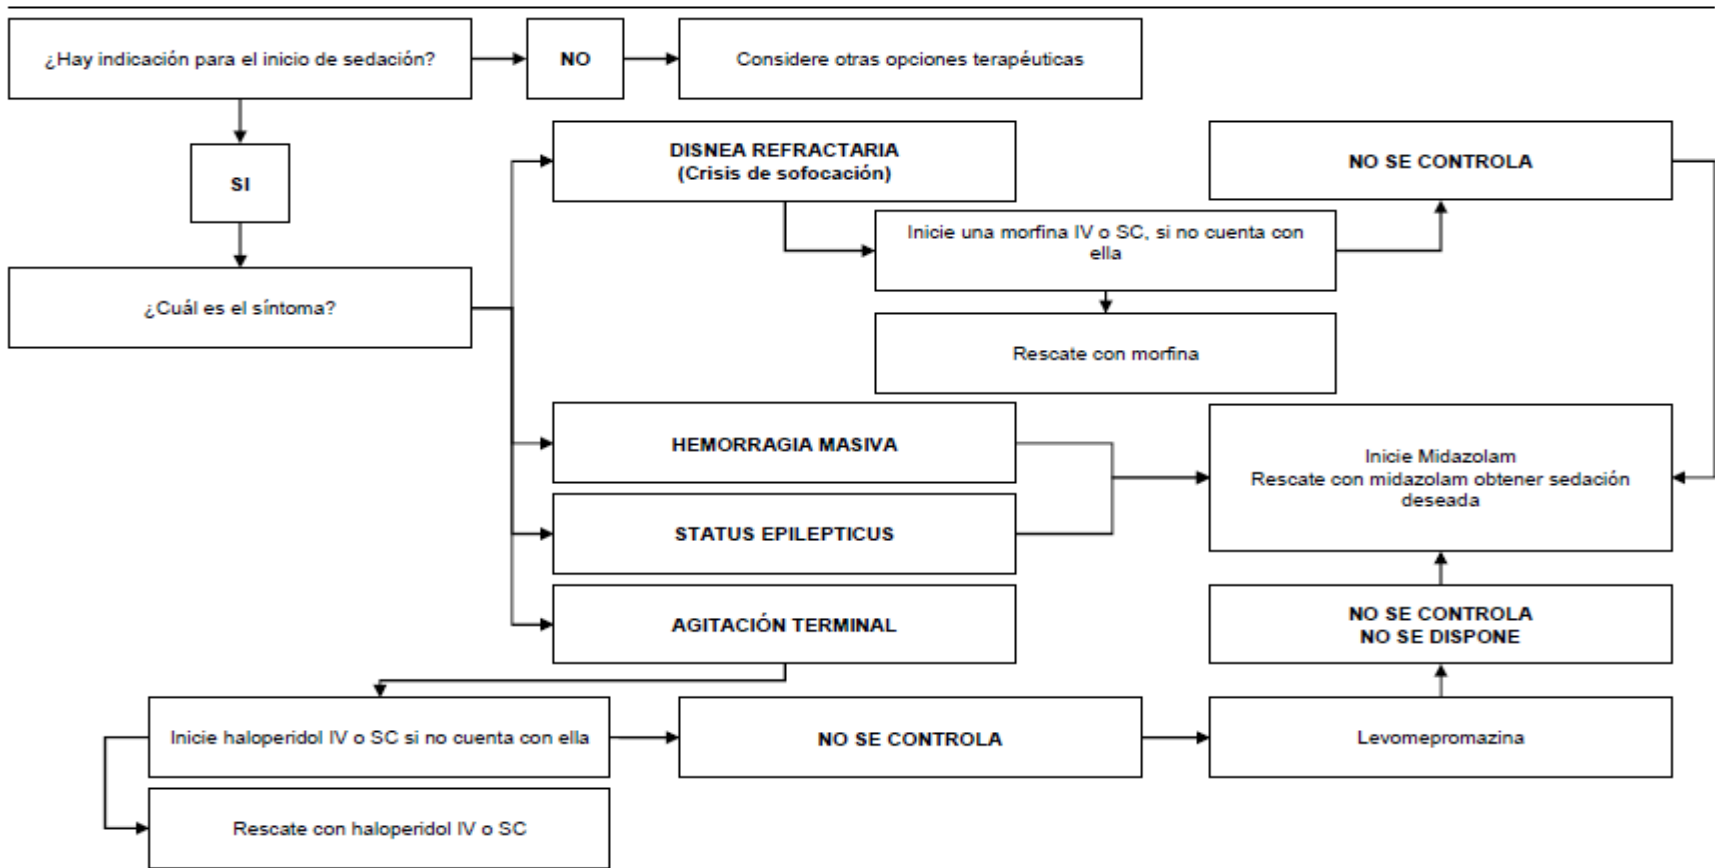 ¿Hay indicación para el inicio de sedación?
NO
Considere otras opciones terapéuticas
SI
¿Cuál es el síntoma?
DISNEA REFRACTARIA
(Crisis de sofocación)
NO SE CONTROLA
Inicie una morfina IV o SC, si no cuenta con
ella
Rescate con morfina
HEMORRAGIA MASIVA
STATUS EPILEPTICUS
Inicie Midazolam
Rescate con midazolam obtener sedación
deseada
AGITACIÓN TERMINAL
NO SE CONTROLA
NO SE DISPONE
Inicie haloperidol IV o SC si no cuenta con ella
NO SE CONTROLA
Levomepromazina
Rescate con haloperidol IV o SC